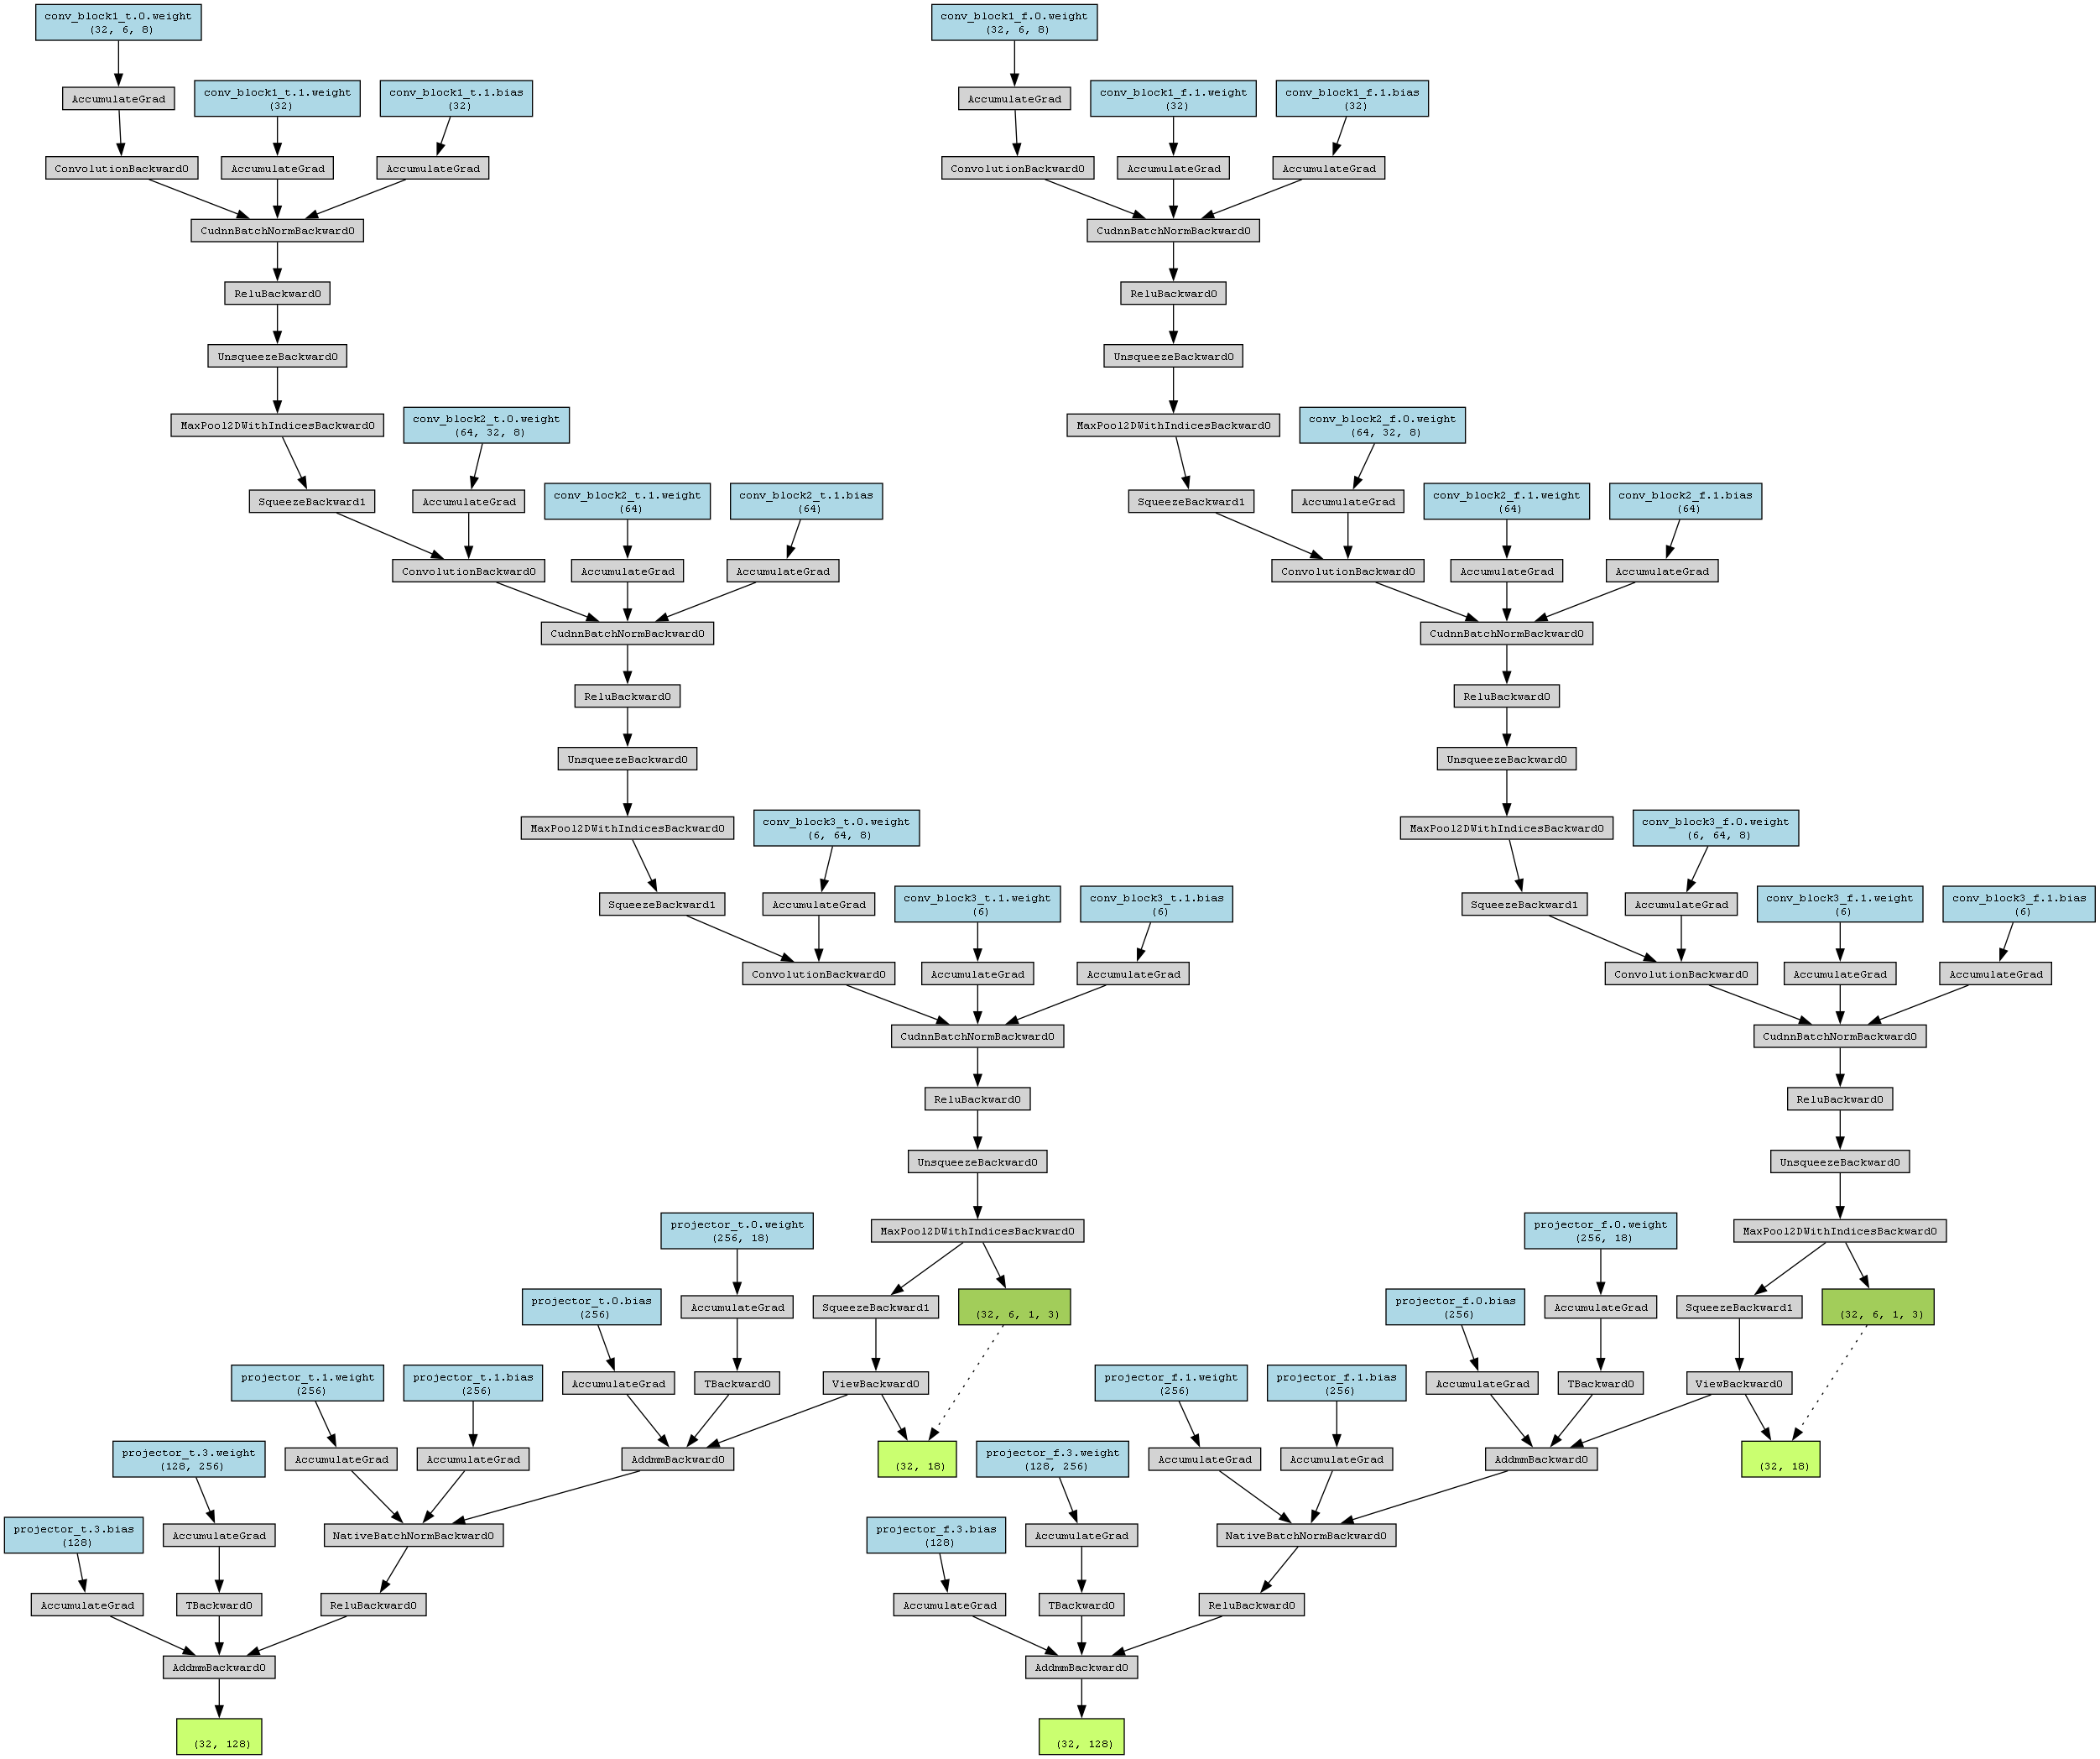 conv_block1_t.0.weight
(32, 6, 8)
conv_block1_f.0.weight
(32, 6, 8)
AccumulateGrad
conv_block1_t.1.weight
(32)
conv_block1_t.1.bias
(32)
AccumulateGrad
conv_block1_f.1.weight
(32)
conv_block1_f.1.bias
(32)
ConvolutionBackward0
AccumulateGrad
AccumulateGrad
ConvolutionBackward0
AccumulateGrad
AccumulateGrad
CudnnBatchNormBackward0
CudnnBatchNormBackward0
ReluBackward0
ReluBackward0
UnsqueezeBackward0
UnsqueezeBackward0
MaxPool2DWithIndicesBackward0
conv_block2_t.0.weight
(64, 32, 8)
MaxPool2DWithIndicesBackward0
conv_block2_f.0.weight
(64, 32, 8)
SqueezeBackward1
AccumulateGrad
conv_block2_t.1.weight
(64)
conv_block2_t.1.bias
(64)
SqueezeBackward1
AccumulateGrad
conv_block2_f.1.weight
(64)
conv_block2_f.1.bias
(64)
ConvolutionBackward0
AccumulateGrad
AccumulateGrad
ConvolutionBackward0
AccumulateGrad
AccumulateGrad
CudnnBatchNormBackward0
CudnnBatchNormBackward0
ReluBackward0
ReluBackward0
UnsqueezeBackward0
UnsqueezeBackward0
MaxPool2DWithIndicesBackward0
conv_block3_t.0.weight
(6, 64, 8)
MaxPool2DWithIndicesBackward0
conv_block3_f.0.weight
(6, 64, 8)
SqueezeBackward1
AccumulateGrad
conv_block3_t.1.weight
(6)
conv_block3_t.1.bias
(6)
SqueezeBackward1
AccumulateGrad
conv_block3_f.1.weight
(6)
conv_block3_f.1.bias
(6)
ConvolutionBackward0
AccumulateGrad
AccumulateGrad
ConvolutionBackward0
AccumulateGrad
AccumulateGrad
CudnnBatchNormBackward0
CudnnBatchNormBackward0
ReluBackward0
ReluBackward0
UnsqueezeBackward0
UnsqueezeBackward0
projector_t.0.weight
(256, 18)
MaxPool2DWithIndicesBackward0
projector_f.0.weight
(256, 18)
MaxPool2DWithIndicesBackward0
projector_t.0.bias
(256)
AccumulateGrad
SqueezeBackward1
(32, 6, 1, 3)
projector_f.0.bias
(256)
AccumulateGrad
SqueezeBackward1
(32, 6, 1, 3)
projector_t.1.weight
(256)
projector_t.1.bias
(256)
AccumulateGrad
TBackward0
ViewBackward0
projector_f.1.weight
(256)
projector_f.1.bias
(256)
AccumulateGrad
TBackward0
ViewBackward0
projector_t.3.weight
(128, 256)
AccumulateGrad
AccumulateGrad
AddmmBackward0
(32, 18)
projector_f.3.weight
(128, 256)
AccumulateGrad
AccumulateGrad
AddmmBackward0
(32, 18)
projector_t.3.bias
(128)
AccumulateGrad
NativeBatchNormBackward0
projector_f.3.bias
(128)
AccumulateGrad
NativeBatchNormBackward0
AccumulateGrad
TBackward0
ReluBackward0
AccumulateGrad
TBackward0
ReluBackward0
AddmmBackward0
AddmmBackward0
(32, 128)
(32, 128)